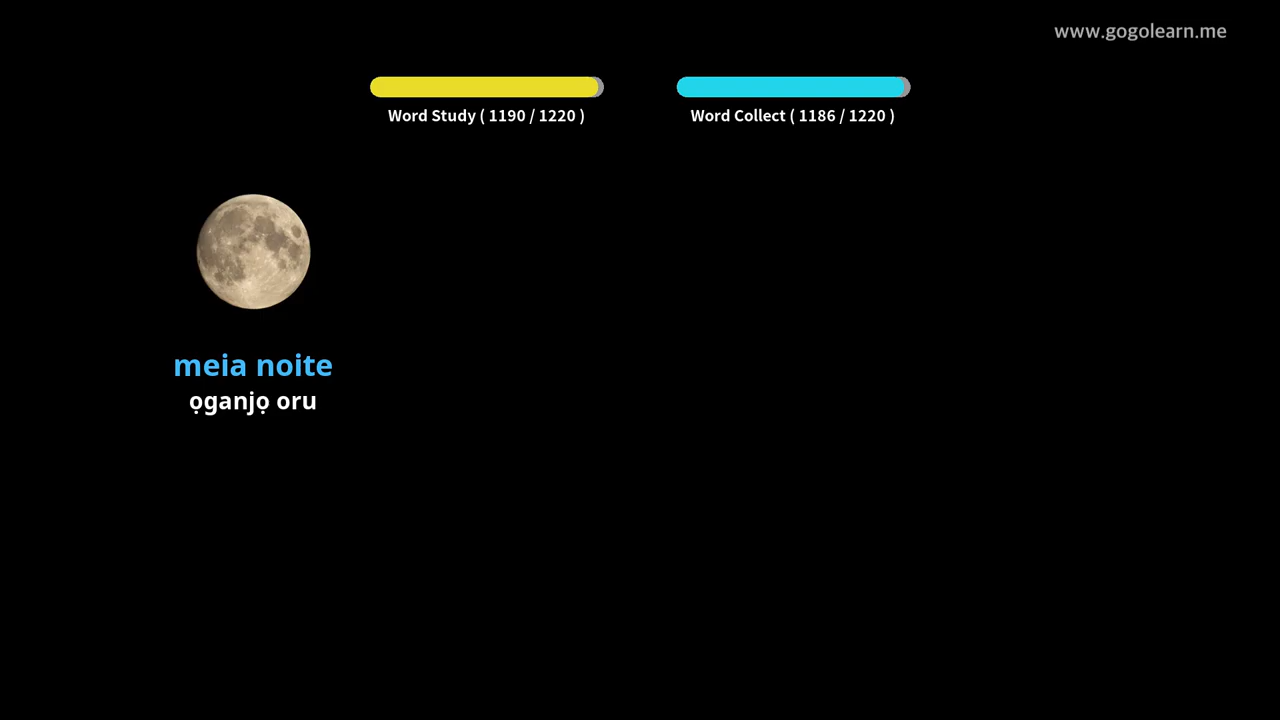 www.gogolearn.me
Word Study ( 1190 / 1220 )
Word Collect ( 1186 / 1220 )
meia noite
ọganjọ oru